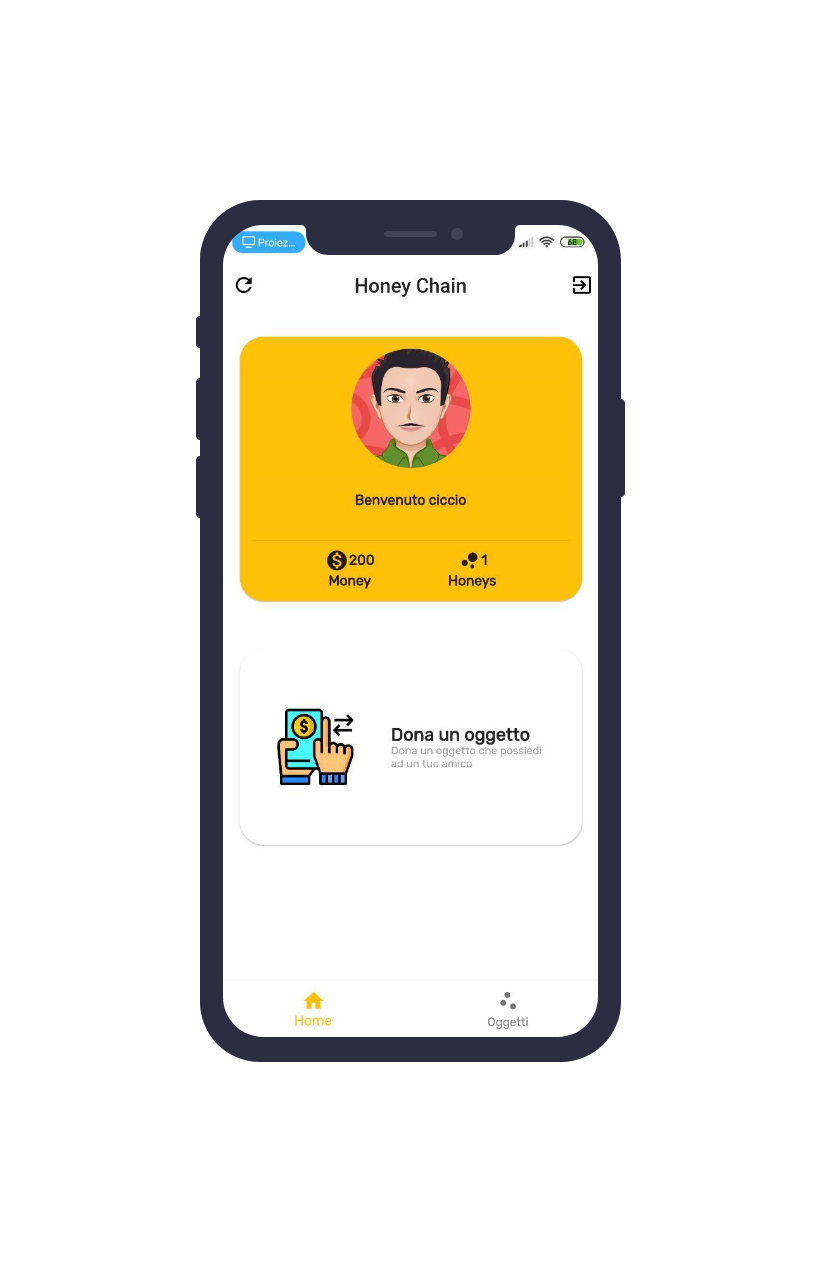 Proiez...
68
Honey Chain
Benvenuto ciccio
200 1
Money Honeys
Dona un oggetto
Dona un oggetto che possiedi
ad un tuo amico
Home Oggetti